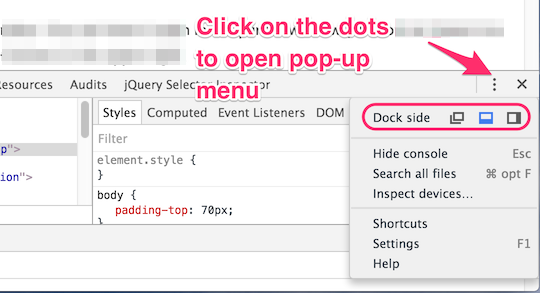 Click on the dots
to open pop-up
menu
Resources Audits jQuery Selector Inspector
Styles Computed Event Listeners DOM
Filter
element.style {
}
body {
padding-top: 70px;
}
p">
ion">
Dock side
Hide console Esc
Search all files ⌘ opt F
Inspect devices...
Shortcuts
Settings F1
Help